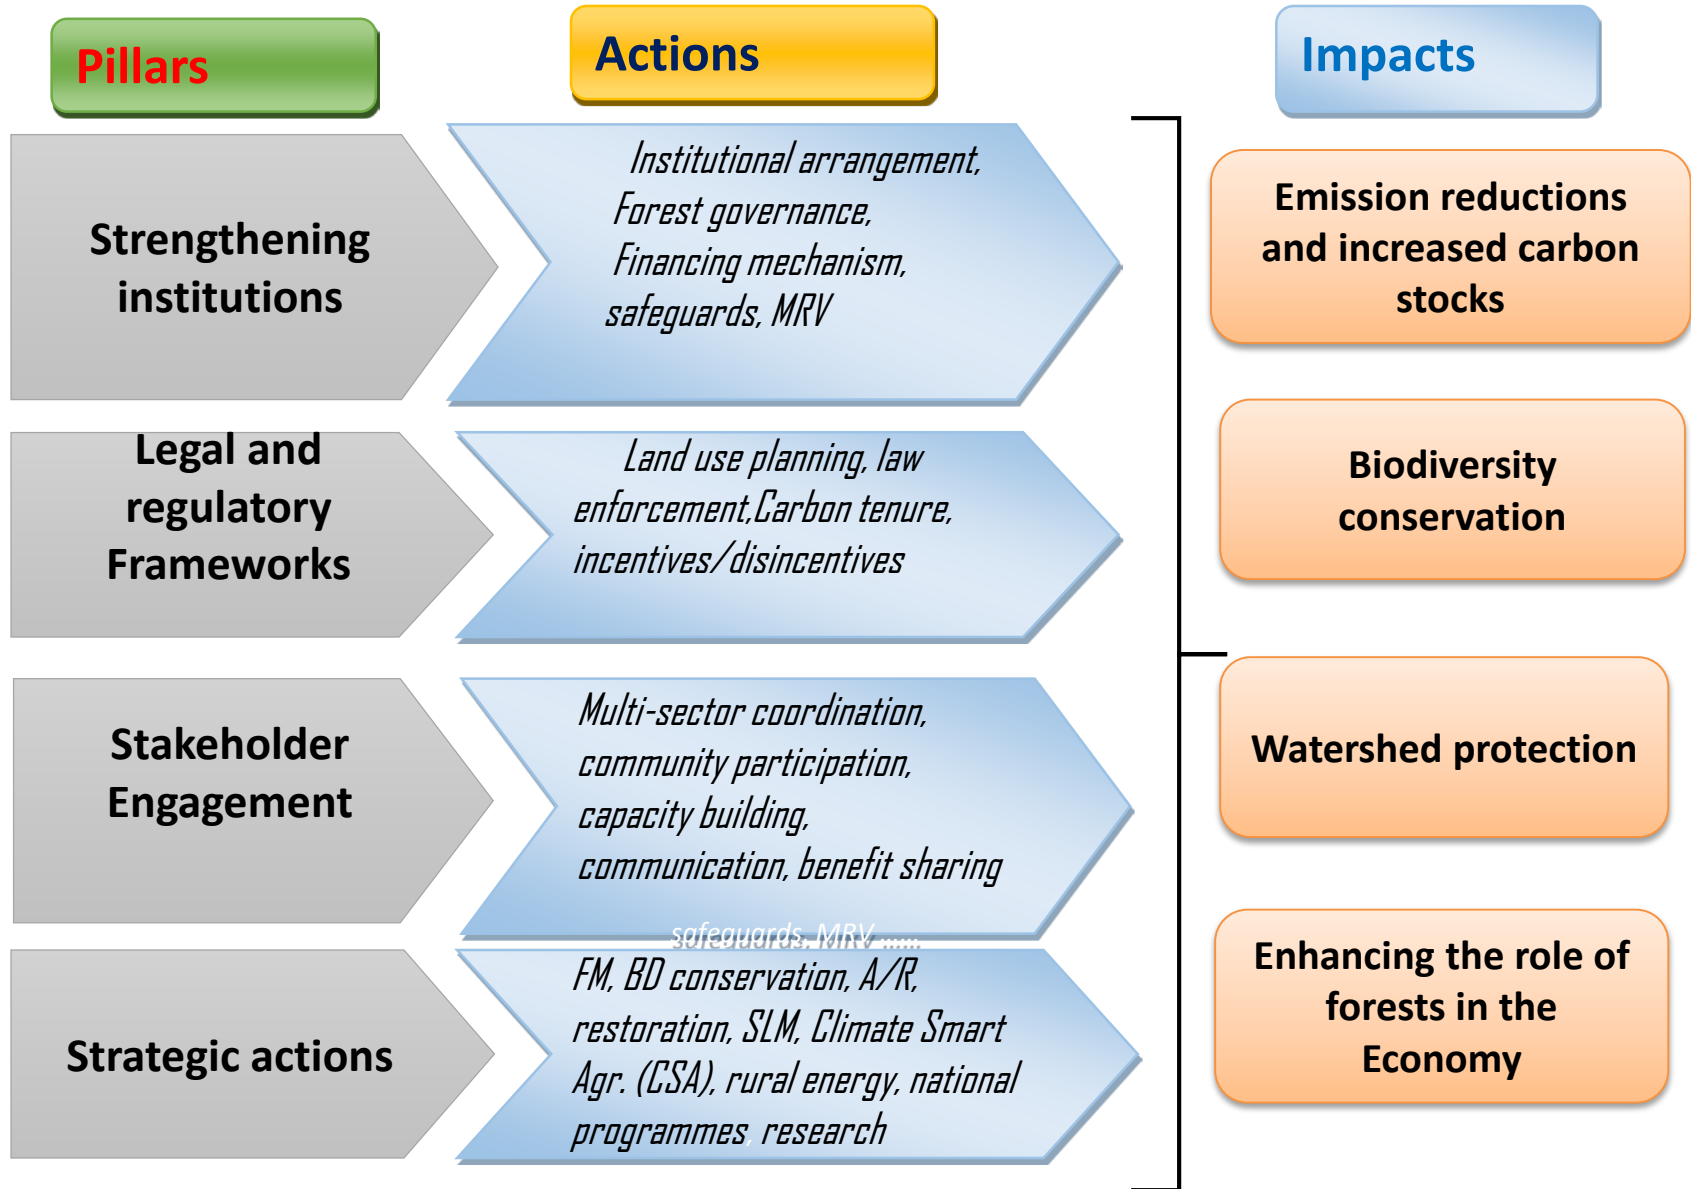 Pillars
Actions
Impacts
Strengthening
institutions
Institutional arrangement,
Forest governance,
Financing mechanism,
safeguards, MRV
Legal and
regulatory
Frameworks
Land use planning, law
enforcement,Carbon tenure,
incentives/disincentives
Stakeholder
Engagement
Multi-sector coordination,
community participation,
capacity building,
communication, benefit sharing
safeguards, MRV ......
Strategic actions
FM, BD conservation, A/R,
restoration, SLM, Climate Smart
Agr. (CSA), rural energy, national
programmes, research
Emission reductions
and increased carbon
stocks
Biodiversity
conservation
Watershed protection
Enhancing the role of
forests in the
Economy